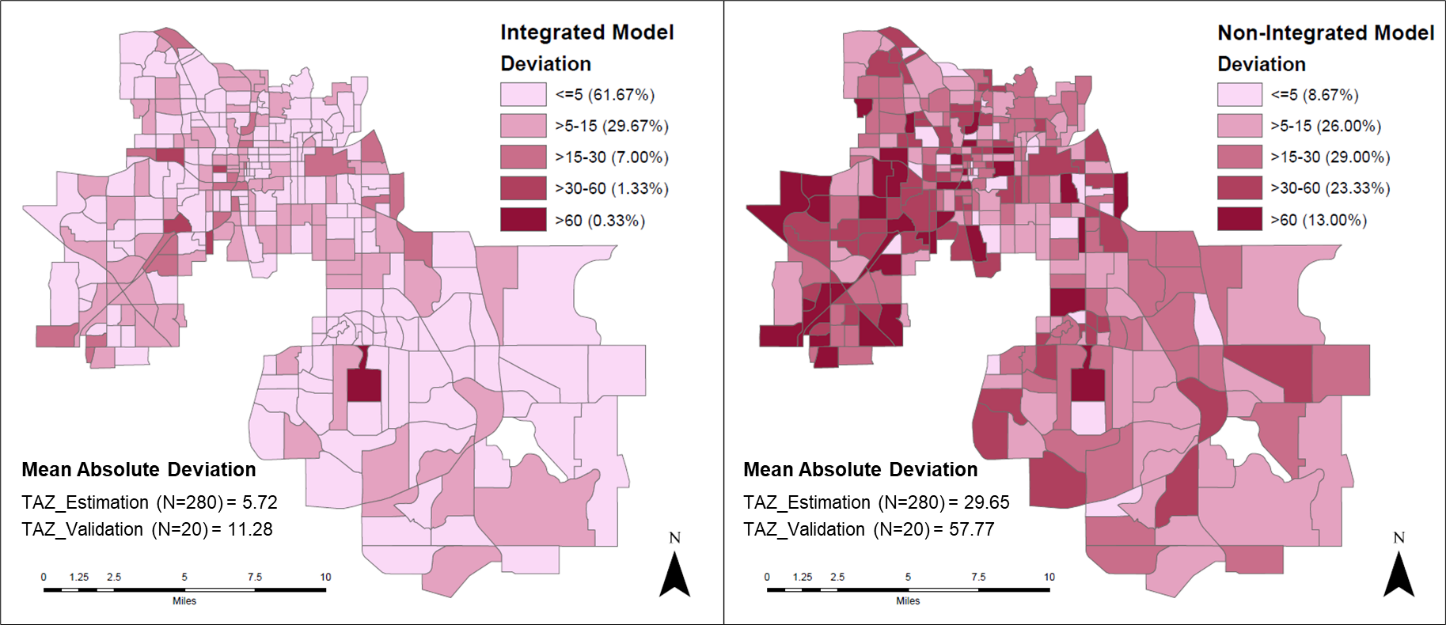 Integrated Model
Deviation
<=5 (61.67%)
>5-15 (29.67%)
>15-30 (7.00%)
>30-60 (1.33%)
>60 (0.33%)
Mean Absolute Deviation
TAZ_Estimation (N=280) = 5.72
TAZ_Validation (N=20) = 11.28
0 1.25 2.5 5 7.5 10
Miles
N
Non-Integrated Model
Deviation
<=5 (8.67%)
>5-15 (26.00%)
>15-30 (29.00%)
>30-60 (23.33%)
>60 (13.00%)
Mean Absolute Deviation
TAZ_Estimation (N=280) = 29.65
TAZ_Validation (N=20) = 57.77
0 1.25 2.5 5 7.5 10
Miles
N